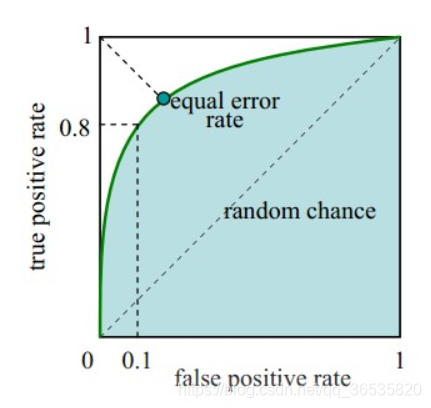 1
equal error
rate
0.8
true positive rate
random chance
0
0.1
1
false positive rate
https://blog.csdn.net/qq_36535820